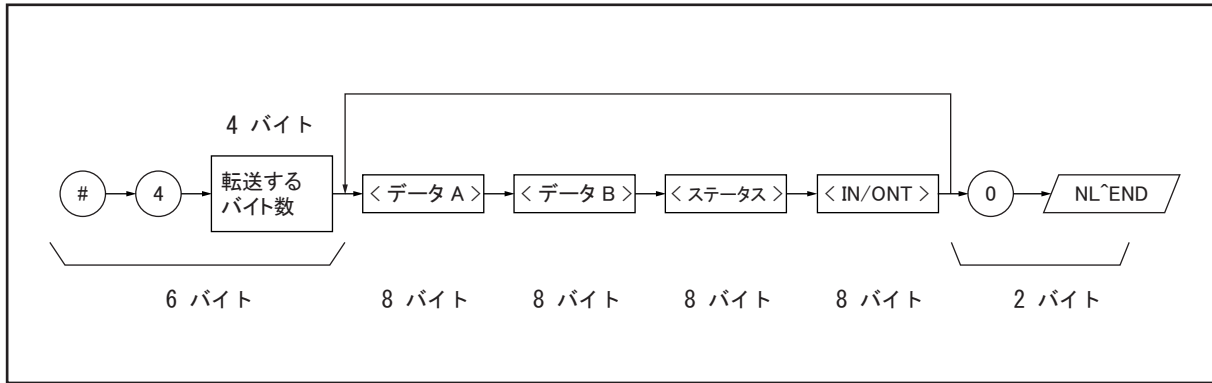 4 バイト
#
4
転送する
バイト数
< データ A >
< データ B >
< ステータス >
< IN/ONT >
0
NL^END
6 バイト
8 バイト
8 バイト
8 バイト
8 バイト
2 バイト